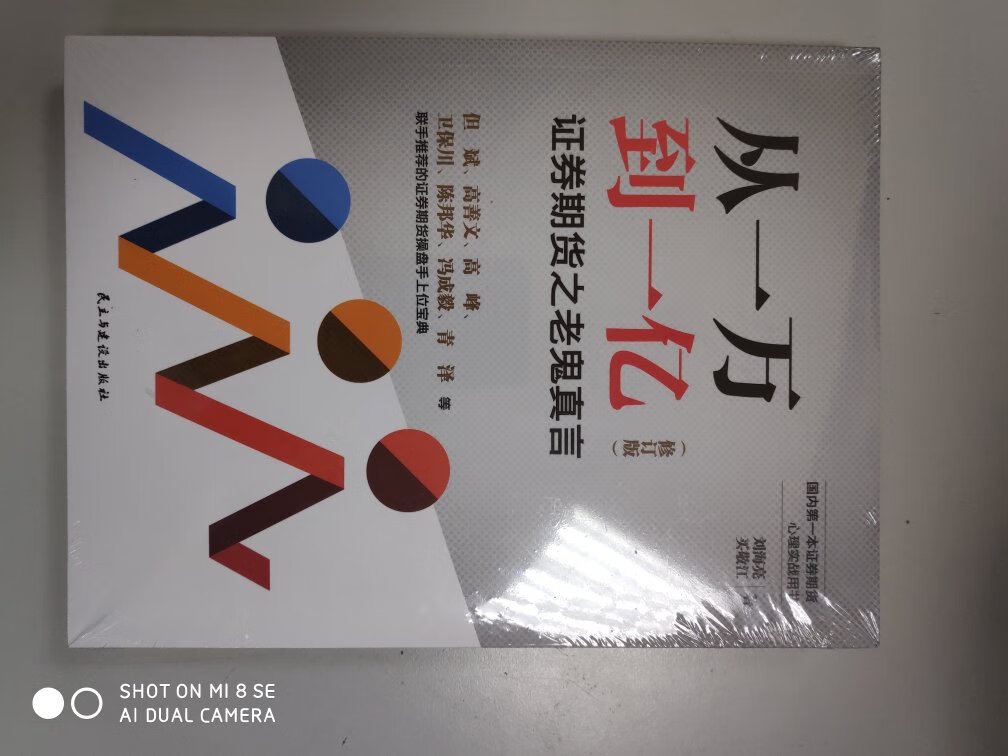 国内第一本证券期货
心理实战用书
刘海亮
买敬江 著
从一万
到一亿
(修订版)
证券期货之老鬼真言
但斌、高善文、高峰、
卫保川、陈邦华、冯成毅、青泽 等
联手推荐的证券期货操盘手上位宝典
民主与建设出版社
SHOT ON MI 8 SE
AI DUAL CAMERA